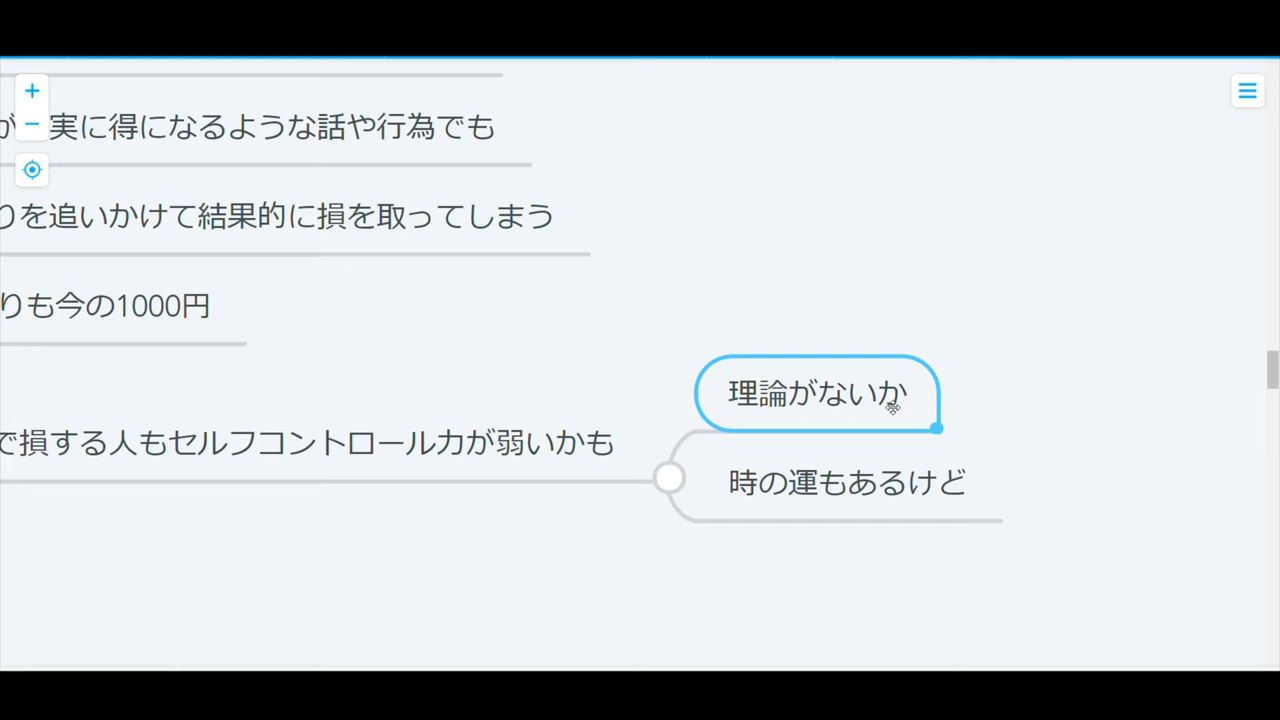 実に得になるような話や行為でも
りを追いかけて結果的に損を取ってしまう
りも今の1000円
理論がないか
で損する人もセルフコントロール力が弱いかも
時の運もあるけど